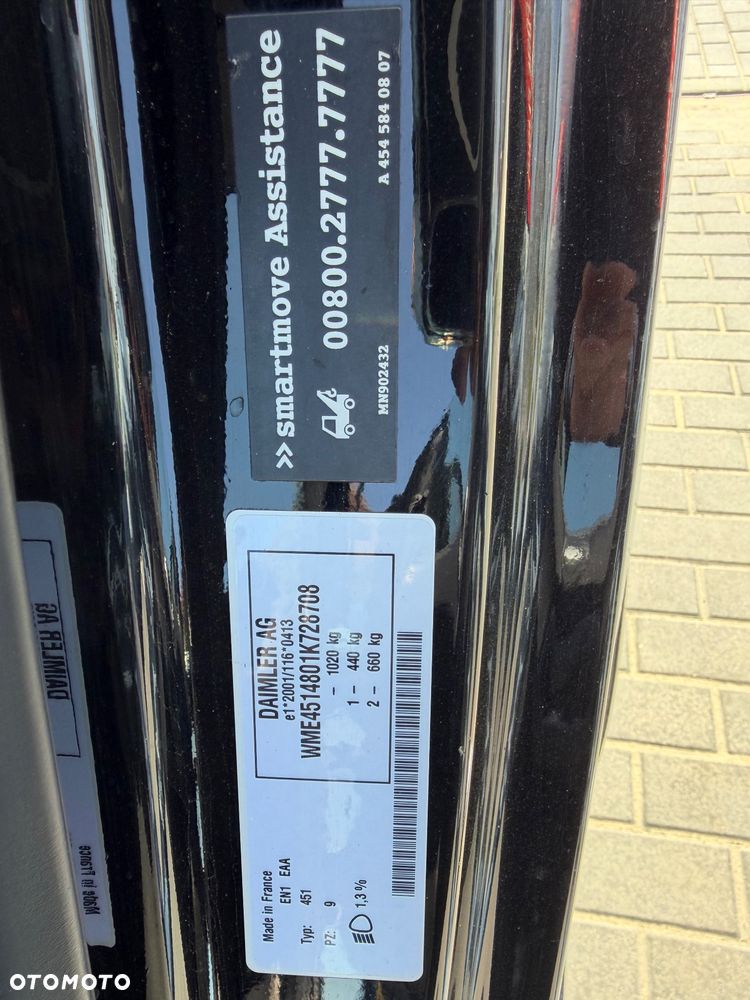 >> smartmove Assistance
00800.2777.7777
MN902432
A 454 584 08 07
DAIMLER AG
e1*2001/116*0413
WME4514801K728708
– 1020 kg
1 – 440 kg
2 – 660 kg
Made in France
EN1 EAA
Typ: 451
PZ: 9
1,3 %
DAIMLER AG
Made in France
OTOMOTO